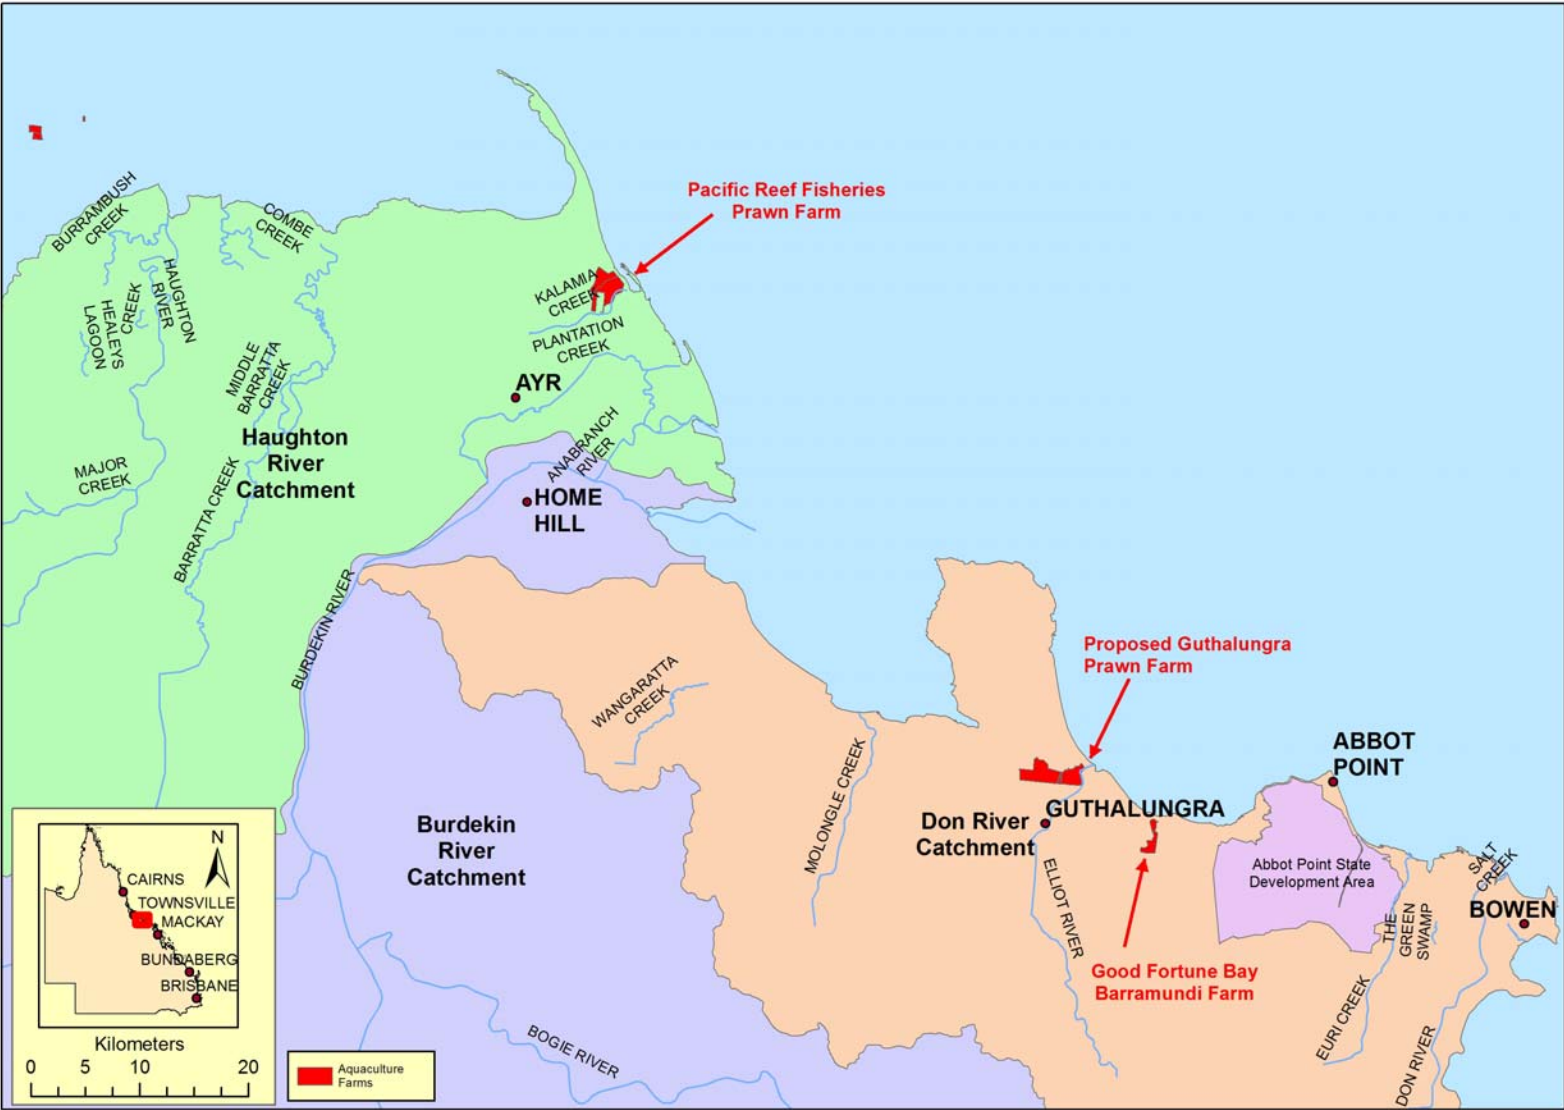 Pacific Reef Fisheries
Prawn Farm
BURRAMBUSH
CREEK
COMBE
CREEK
HAUGHTON
RIVER
CREEK
HEALEYS
LAGOON
KALAMIA
CREEK
PLANTATION
CREEK
MIDDLE
BARRATTA
CREEK
AYR
ANABRANCH
RIVER
Haughton
River
Catchment
MAJOR
CREEK
BARRATTA CREEK
HOME
HILL
BURDEKIN RIVER
WANGARATTA
CREEK
Proposed Guthalungra
Prawn Farm
MOLONGLE CREEK
ABBOT
POINT
GUTHALUNGRA
Don River
Catchment
Burdekin
River
Catchment
ELLIOT RIVER
Abbot Point State
Development Area
SALT
CREEK
THE
GREEN
SWAMP
BOWEN
Good Fortune Bay
Barramundi Farm
EURI CREEK
DON RIVER
BOGIE RIVER
N
CAIRNS
TOWNSVILLE
MACKAY
BUNDABERG
BRISBANE
Kilometers
0 5 10 20
Aquaculture
Farms